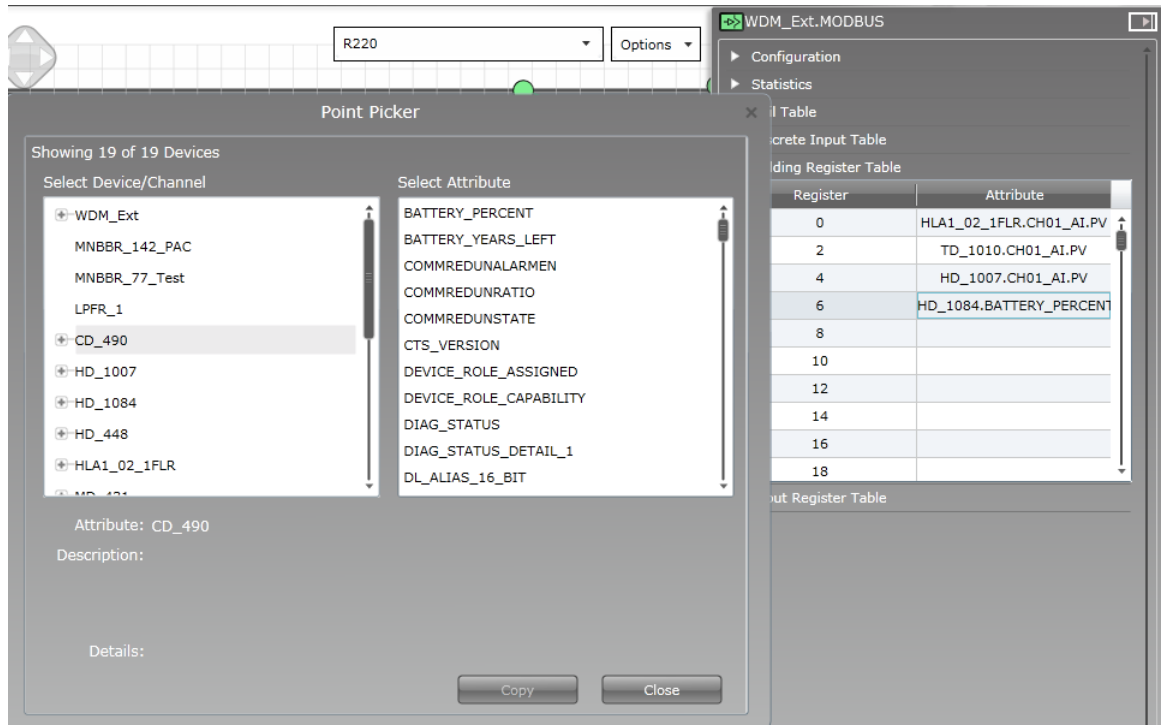 R220
Options
WDM_Ext.MODBUS
Configuration
Statistics
Point Picker
il Table
screte Input Table
lding Register Table
Showing 19 of 19 Devices
Select Device/Channel
Select Attribute
WDM_Ext
MNBBR_142_PAC
MNBBR_77_Test
LPFR_1
CD_490
HD_1007
HD_1084
HD_448
HLA1_02_1FLR
BATTERY_PERCENT
BATTERY_YEARS_LEFT
COMMREDUNALARMEN
COMMREDUNRATIO
COMMREDUNSTATE
CTS_VERSION
DEVICE_ROLE_ASSIGNED
DEVICE_ROLE_CAPABILITY
DIAG_STATUS
DIAG_STATUS_DETAIL_1
DL_ALIAS_16_BIT
Register Attribute
0 HLA1_02_1FLR.CH01_AI.PV
2 TD_1010.CH01_AI.PV
4 HD_1007.CH01_AI.PV
6 HD_1084.BATTERY_PERCENT
8
10
12
14
16
18
out Register Table
Attribute: CD_490
Description:
Details:
Copy
Close